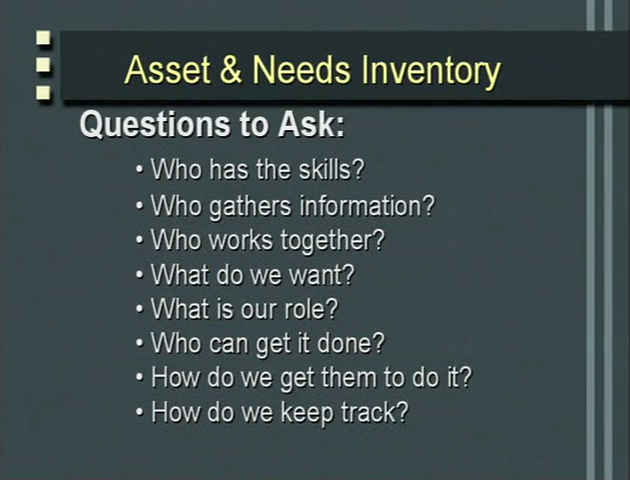 Asset & Needs Inventory
Questions to Ask:
• Who has the skills?
• Who gathers information?
• Who works together?
• What do we want?
• What is our role?
• Who can get it done?
• How do we get them to do it?
• How do we keep track?